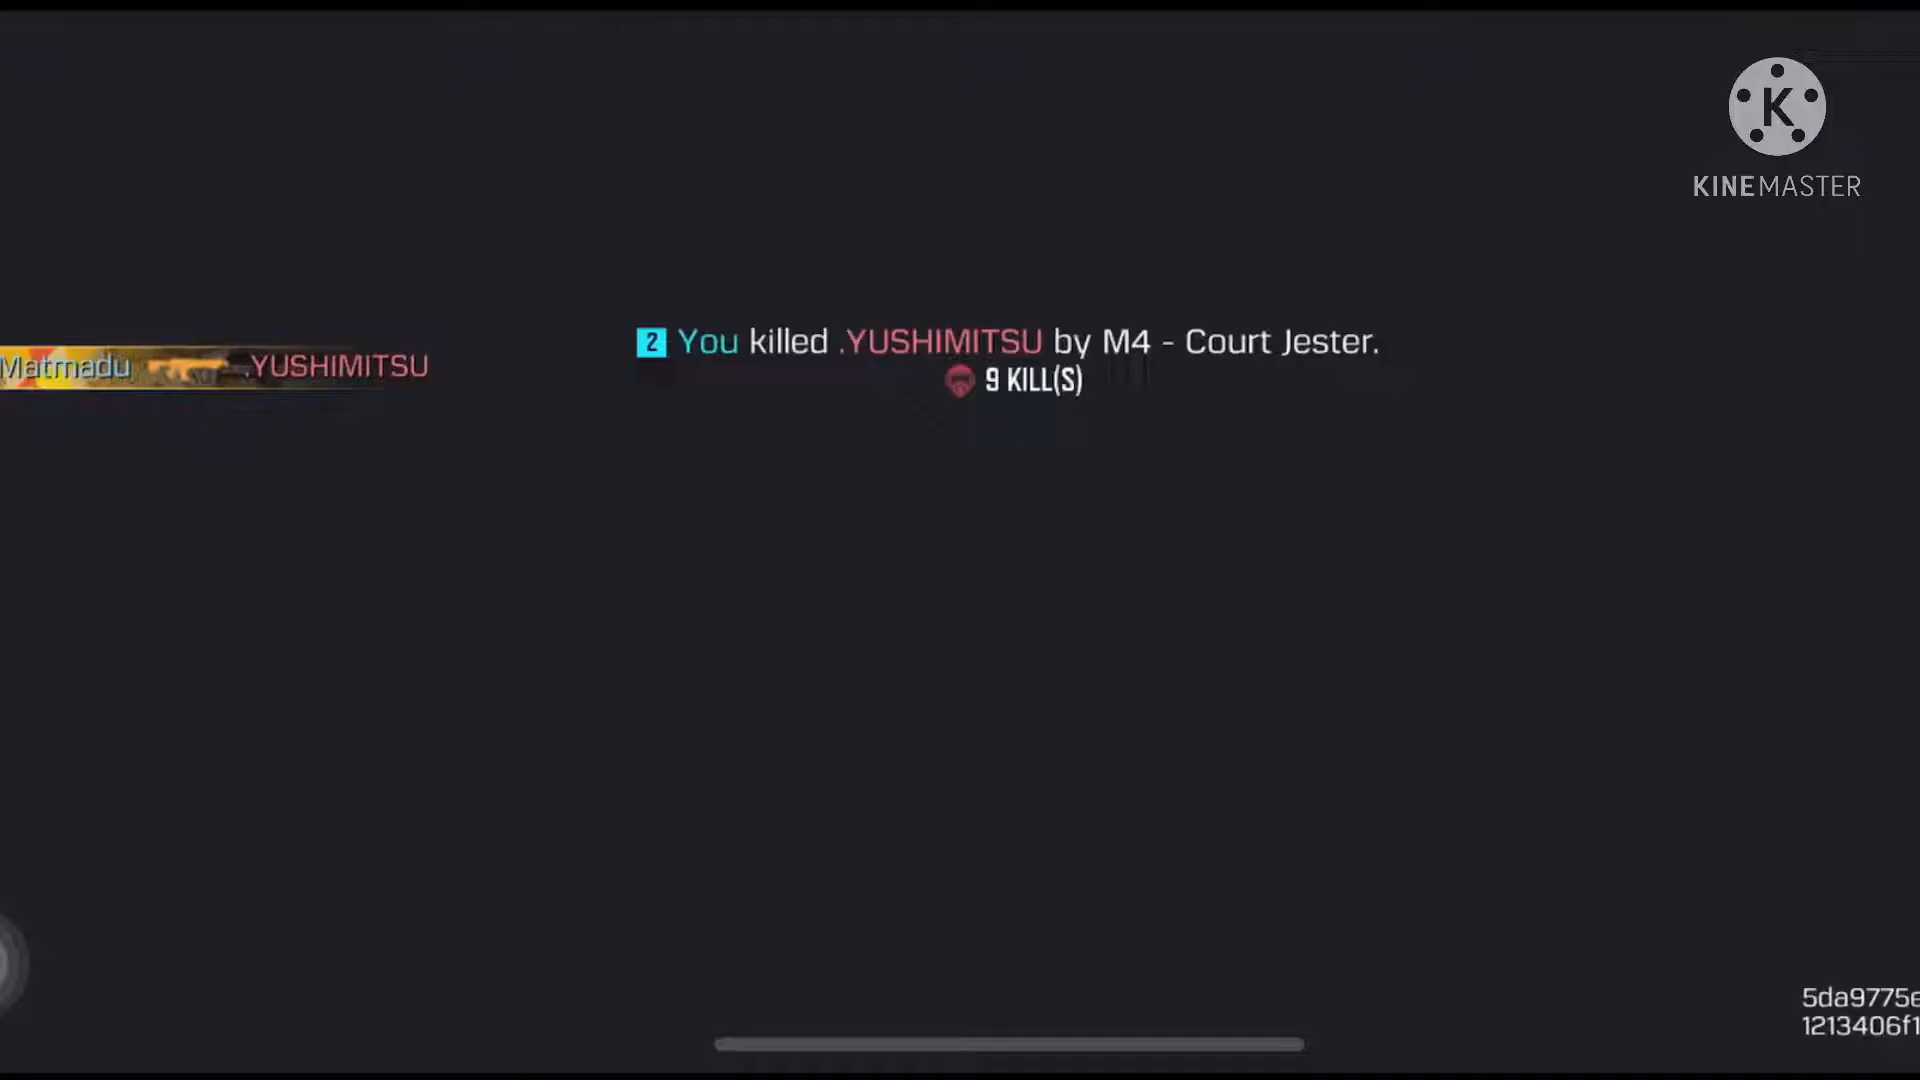 K
KINEMASTER
2 You killed .YUSHIMITSU by M4 - Court Jester.
Matmadu .YUSHIMITSU
9 KILL(S)
5da9775e
1213406f1